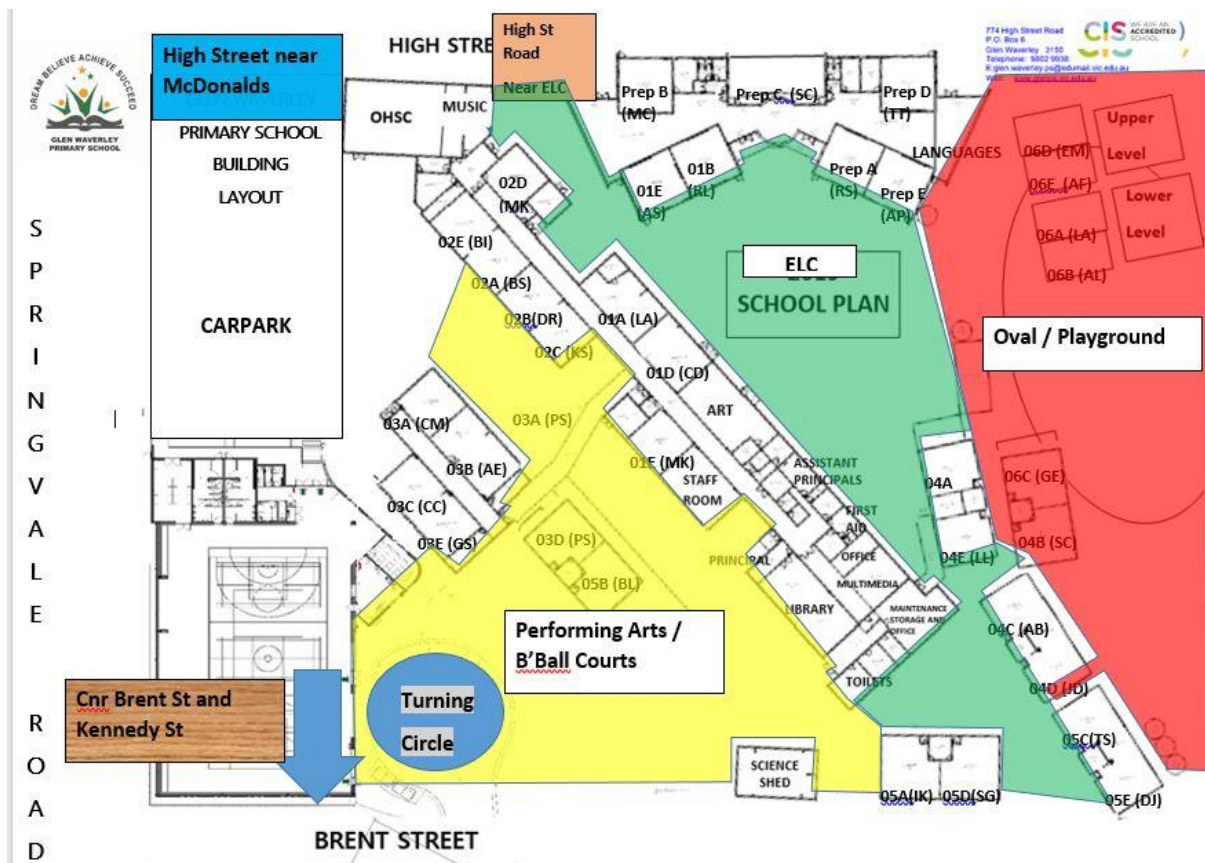 DREAM BELIEVE ACHIEVE SUCCEED
GLEN WAVERLEY
PRIMARY SCHOOL
High Street near
McDonalds
GLEN WAVERLEY
PRIMARY SCHOOL
BUILDING
LAYOUT
CARPARK
HIGH STRE
High St
Road
Near ELC
774 High Street Road
P.O. Box 6
Glen Waverley 3150
Telephone: 9802 9938
CIS
WE ARE AN
ACCREDITED
SCHOOL
OHSC
MUSIC
Prep B
(MC)
Prep C (SC)
Prep D
(TT)
LANGUAGES
02D
(MK
01E
(AS)
01B
(RL)
Prep A
(RS)
Prep E
(AP)
06D (EM)
06E (AF)
Upper
Level
06A (LA)
06B (AL)
Lower
Level
02E (BI)
02A (BS)
02B(DR)
02C (KS)
01A (LA)
01D (CD)
ART
ELC
SCHOOL PLAN
Oval / Playground
03A (CM)
03B (AE)
03C (CC)
03E (GS)
03A (PS)
01F (MK)
STAFF
ROOM
ASSISTANT
PRINCIPALS
FIRST
AID
OFFICE
MULTIMEDIA
PRINCIPAL
LIBRARY
MAINTENANCE
STORAGE AND
OFFICE
TOILETS
04A
04E (LL)
06C (GE)
04B (SC)
03D (PS)
05B (BL)
Performing Arts /
B'Ball Courts
04C (AB)
04D (JD)
05C(TS)
05E (DJ)
Cnr Brent St and
Kennedy St
Turning
Circle
SCIENCE
SHED
05A(IK)
05D(SG)
BRENT STREET
SPRINGVALE ROAD